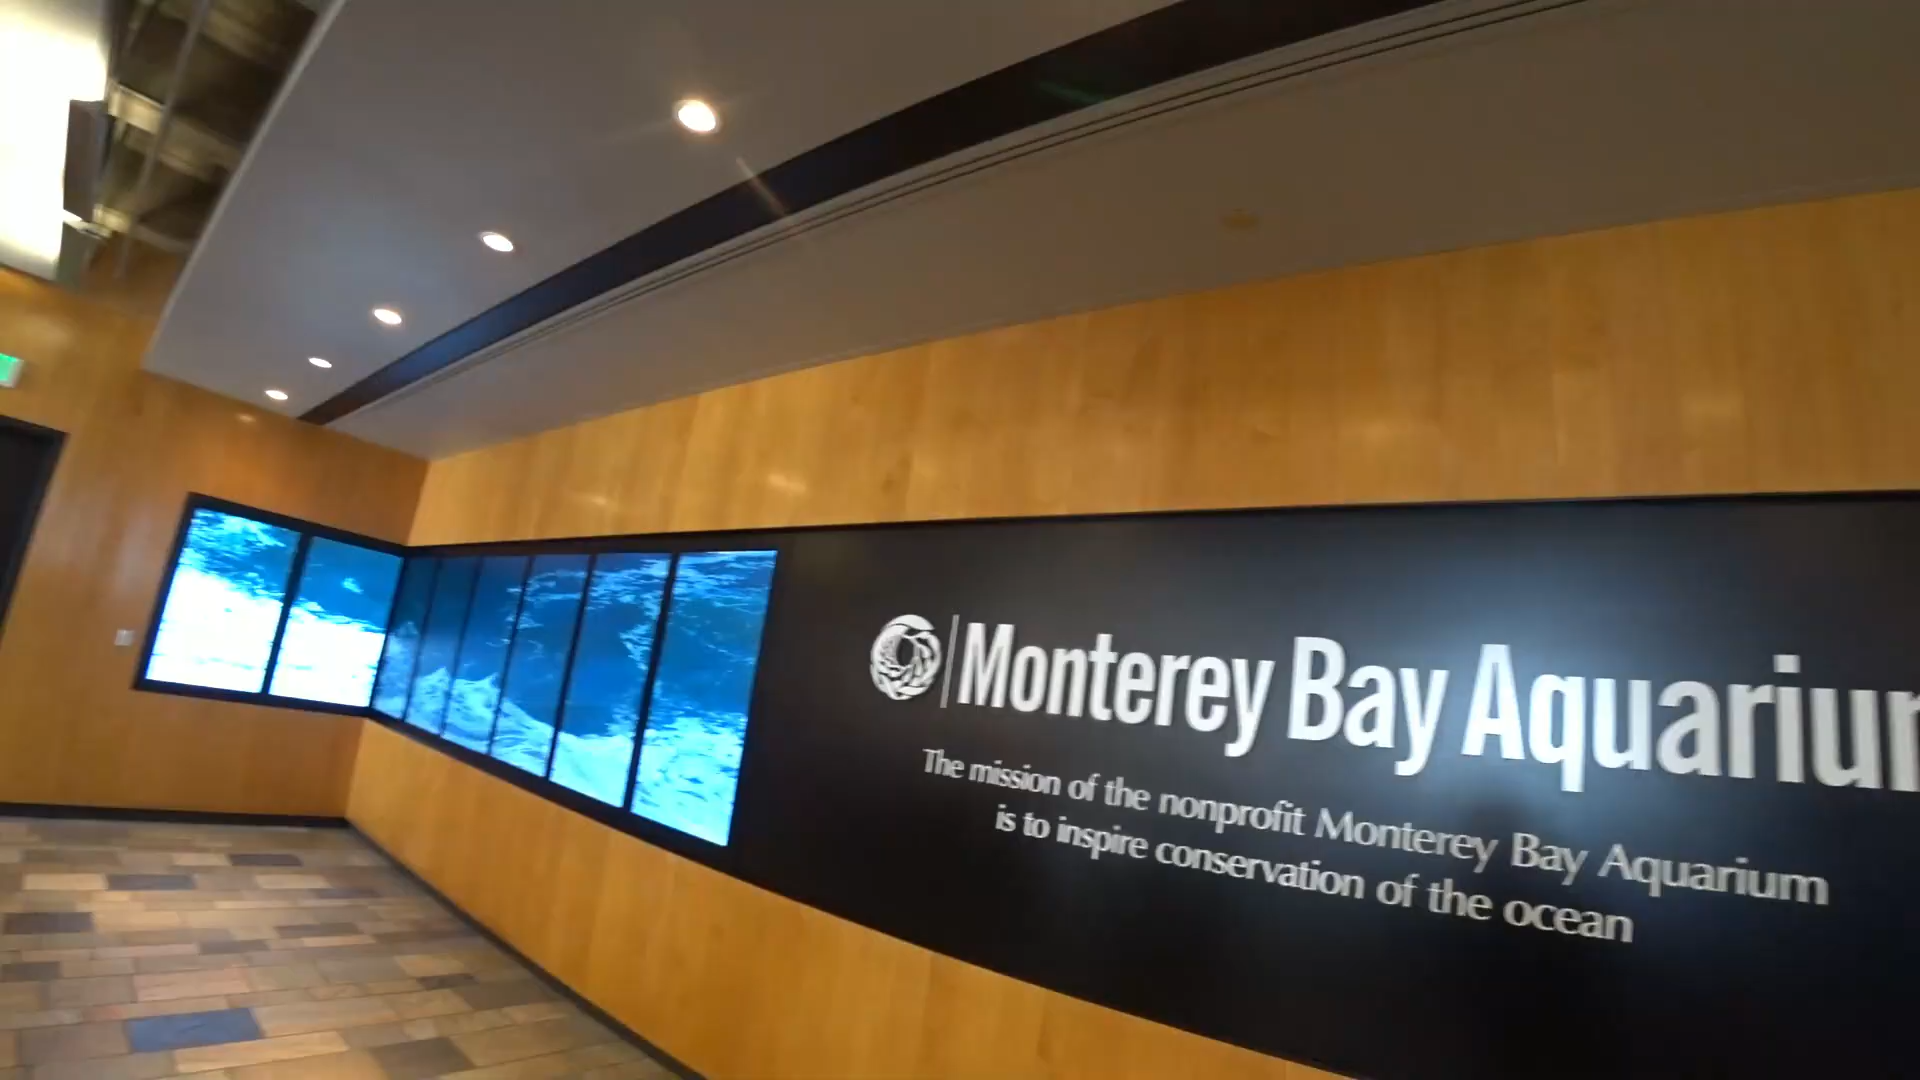 Monterey Bay Aquarium
The mission of the nonprofit Monterey Bay Aquarium
is to inspire conservation of the ocean